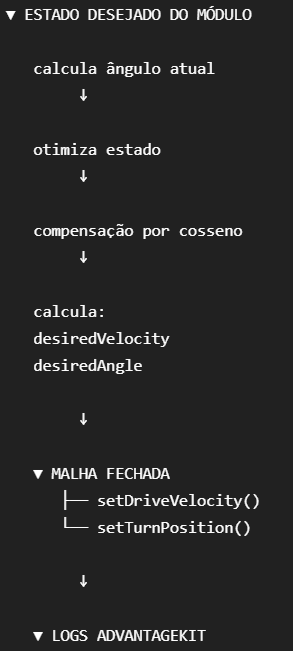 ▼ ESTADO DESEJADO DO MÓDULO
calcula ângulo atual
↓
otimiza estado
↓
compensação por cosseno
↓
calcula:
desiredVelocity
desiredAngle
↓
▼ MALHA FECHADA
├── setDriveVelocity()
└── setTurnPosition()
↓
▼ LOGS ADVANTAGEKIT